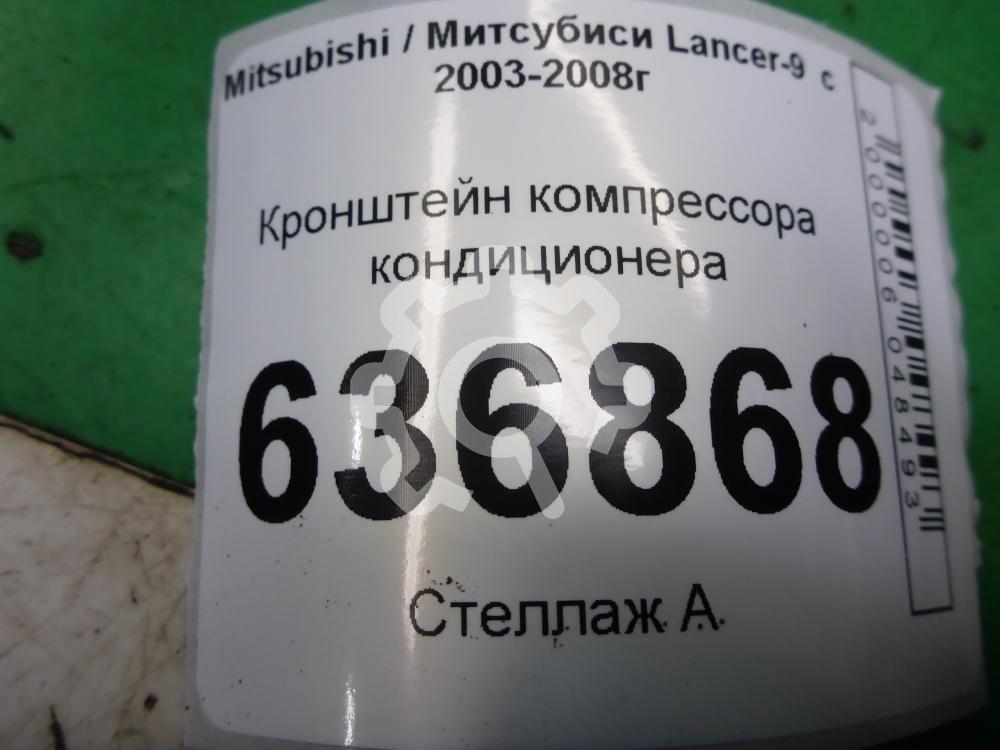 Mitsubishi / Митсубиси Lancer-9 с
2003-2008г
Кронштейн компрессора
кондиционера
636868
Стеллаж А
2000006048493